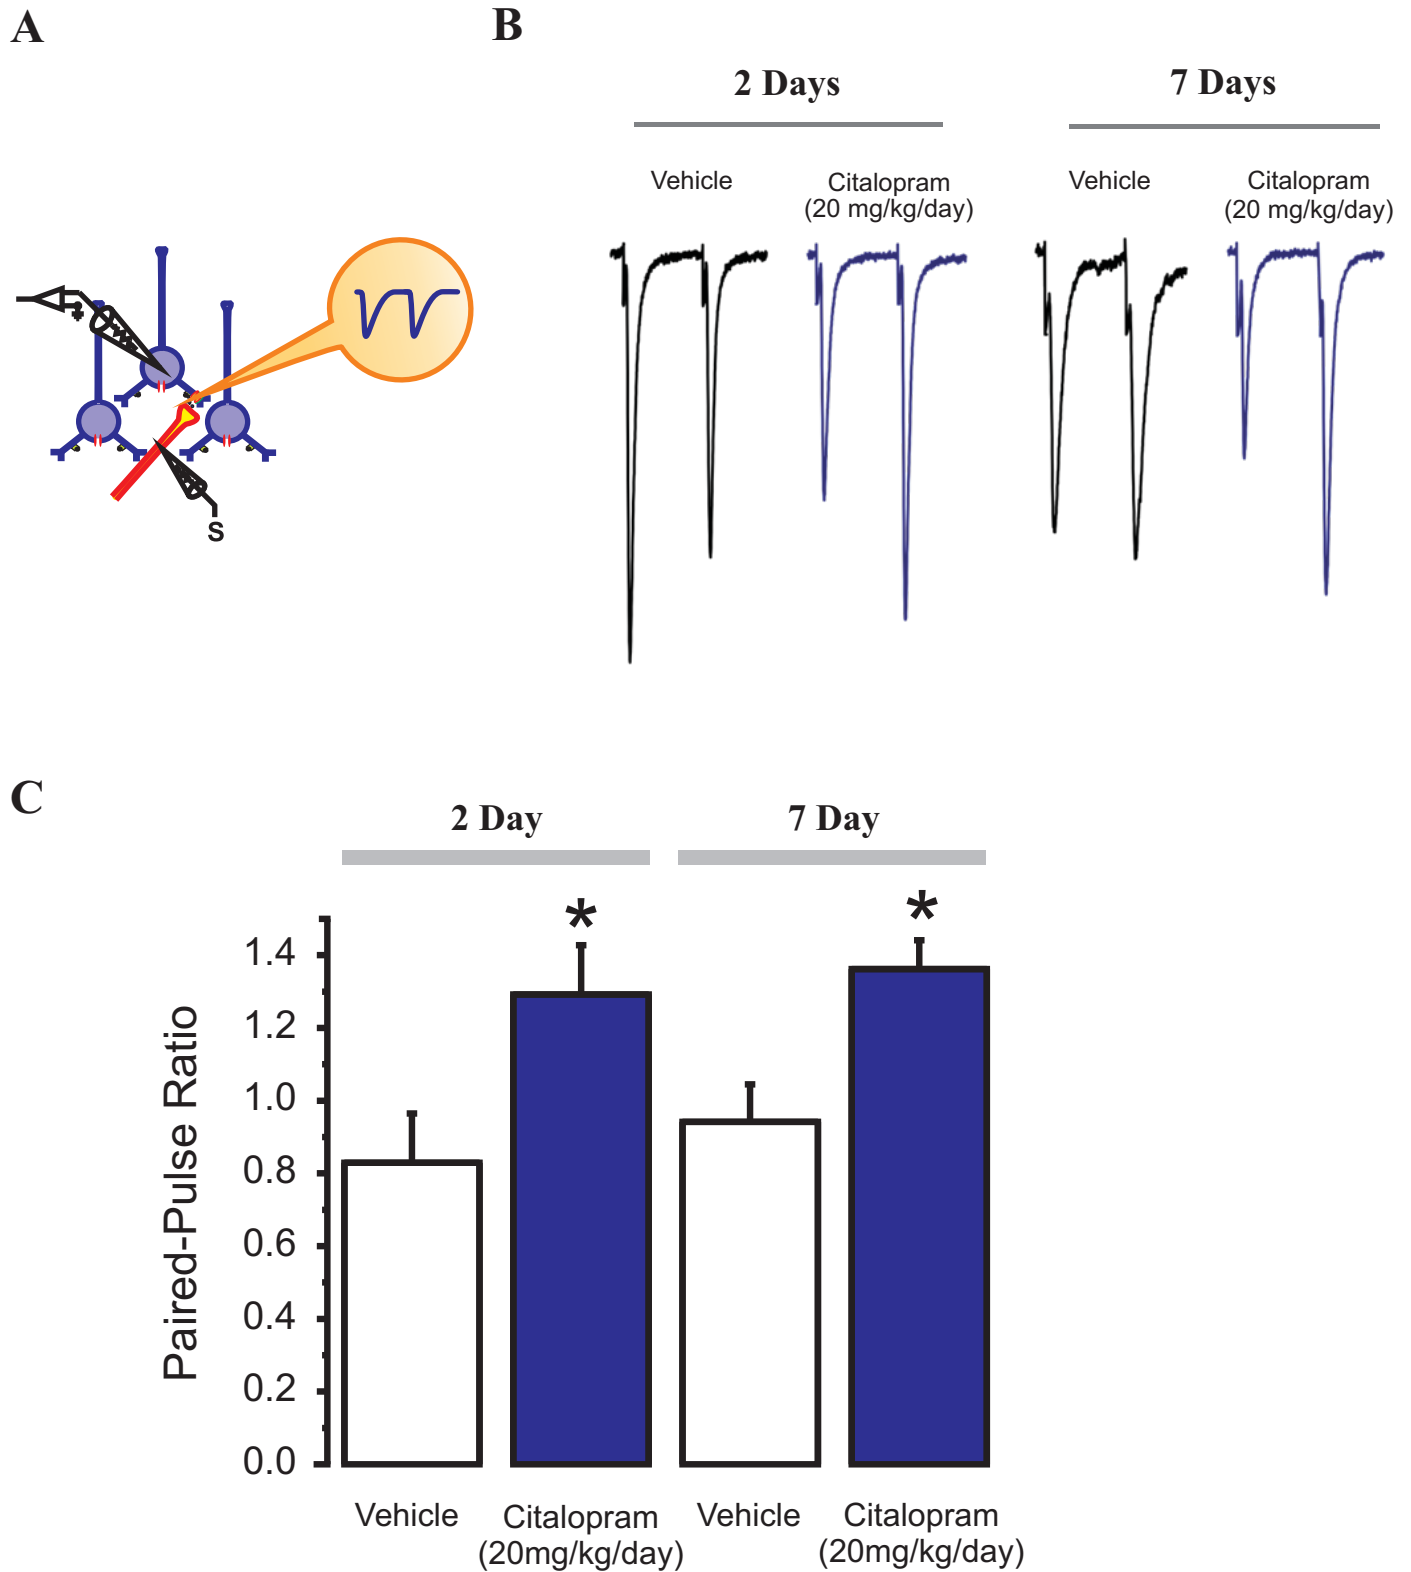 A
B
2 Days
7 Days
Vehicle
Citalopram
(20 mg/kg/day)
Vehicle
Citalopram
(20 mg/kg/day)
S
C
2 Day
7 Day
*
*
Paired-Pulse Ratio
1.4
1.2
1.0
0.8
0.6
0.4
0.2
0.0
Vehicle
Citalopram
(20mg/kg/day)
Vehicle
Citalopram
(20mg/kg/day)